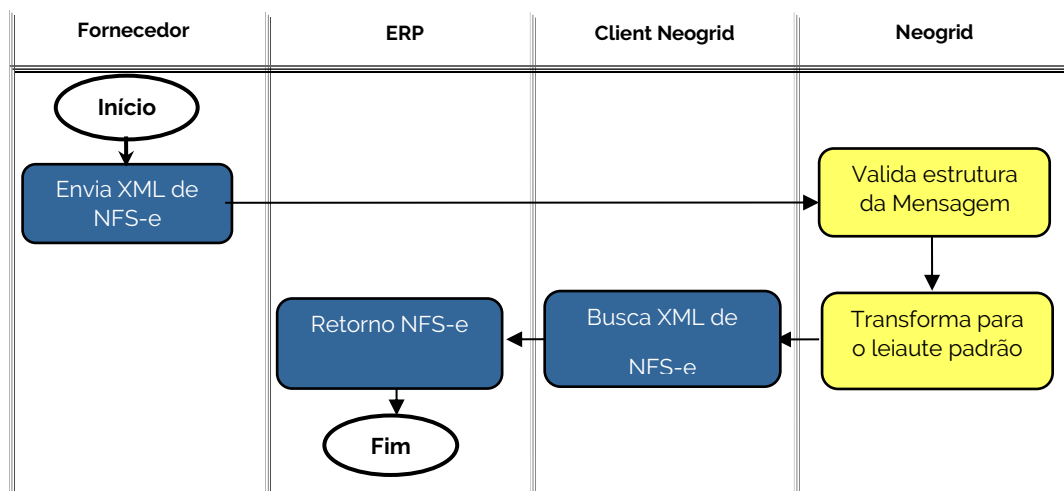 Fornecedor
ERP
Client Neogrid
Neogrid
Início
Envia XML de
NFS-e
Valida estrutura
da Mensagem
Retorno NFS-e
Busca XML de
NFS-e
Transforma para
o leiaute padrão
Fim